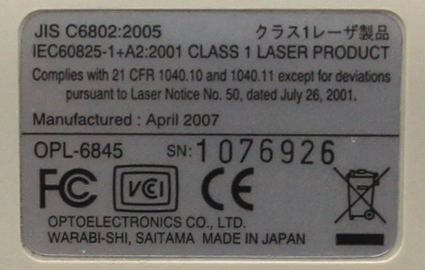 JIS C6802:2005 クラス1レーザ製品
IEC60825-1+A2:2001 CLASS 1 LASER PRODUCT
Complies with 21 CFR 1040.10 and 1040.11 except for deviations
pursuant to Laser Notice No. 50, dated July 26, 2001.
Manufactured : April 2007
OPL-6845 SN: 1076926
FC VCCI CE
OPTOELECTRONICS CO., LTD.
WARABI-SHI, SAITAMA MADE IN JAPAN